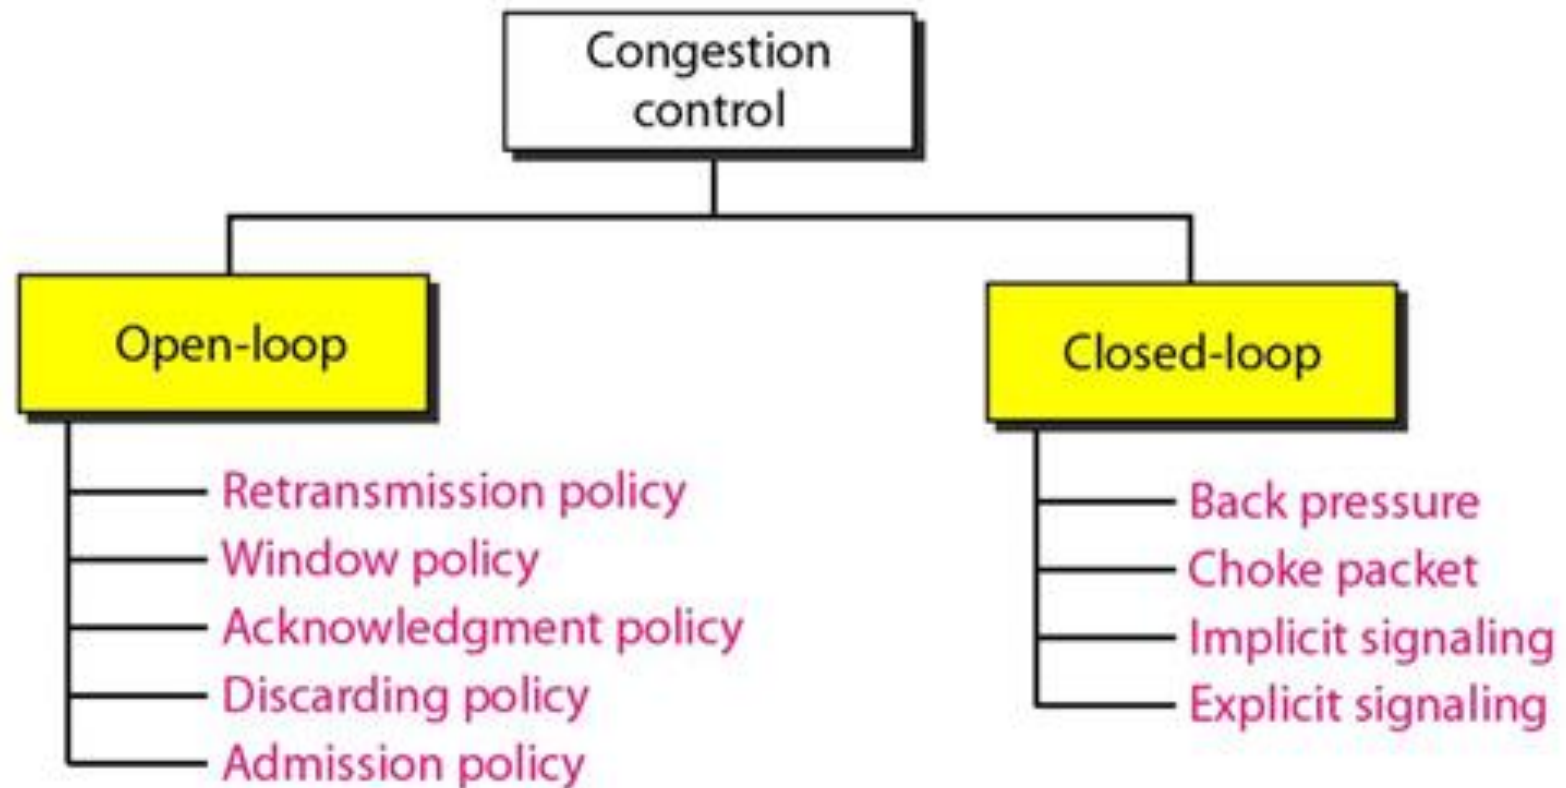 Congestion
control
Open-loop
Retransmission policy
Window policy
Acknowledgment policy
Discarding policy
Admission policy
Closed-loop
Back pressure
Choke packet
Implicit signaling
Explicit signaling